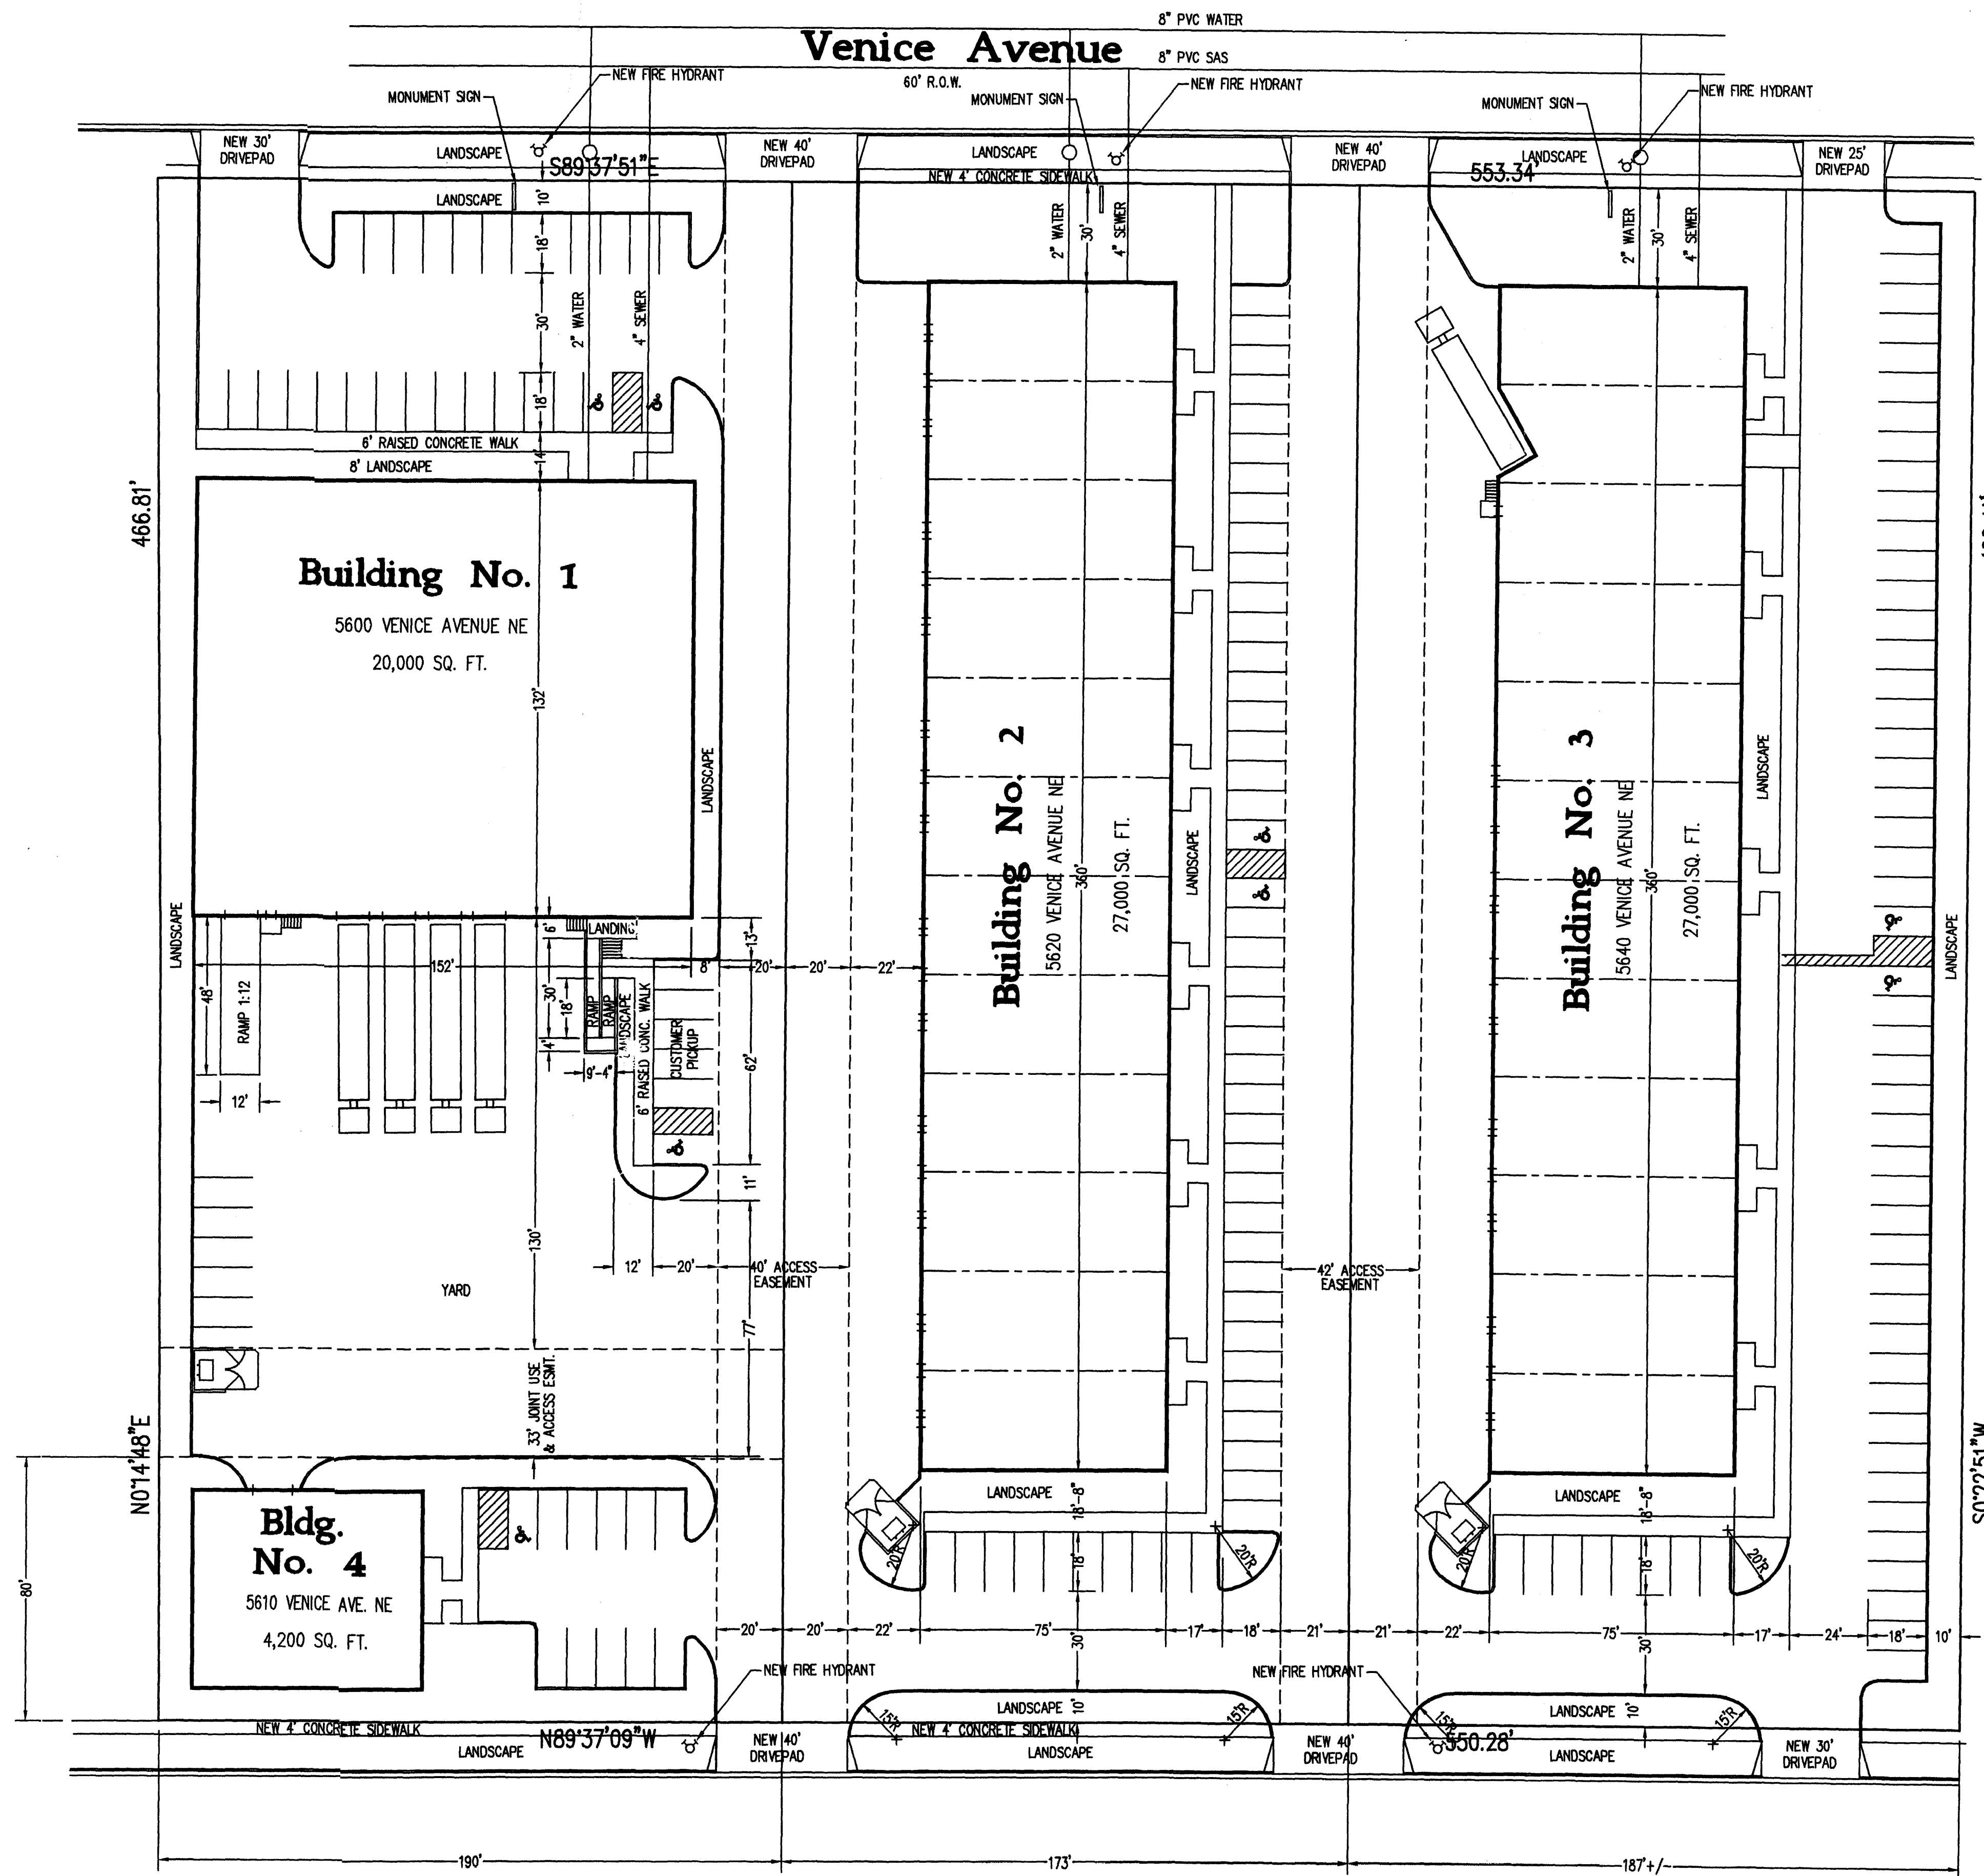 8" PVC WATER
Venice Avenue
8" PVC SAS
60' R.O.W.
NEW FIRE HYDRANT
MONUMENT SIGN
MONUMENT SIGN
NEW FIRE HYDRANT
MONUMENT SIGN
NEW FIRE HYDRANT
NEW 30'
DRIVEPAD
LANDSCAPE
S89°37'51"E
NEW 40'
DRIVEPAD
LANDSCAPE
NEW 4' CONCRETE SIDEWALK
NEW 40'
DRIVEPAD
LANDSCAPE
553.34'
NEW 25'
DRIVEPAD
LANDSCAPE
10'
18'
30'
2" WATER
4" SEWER
18'
14'
2" WATER
30'
4" SEWER
2" WATER
30'
4" SEWER
6' RAISED CONCRETE WALK
8' LANDSCAPE
466.81'
Building No. 1
5600 VENICE AVENUE NE
20,000 SQ. FT.
132'
LANDSCAPE
LANDSCAPE
Building No. 2
5620 VENICE AVENUE NE
360'
27,000 SQ. FT.
LANDSCAPE
Building No. 3
5640 VENICE AVENUE NE
360'
27,000 SQ. FT.
LANDSCAPE
LANDSCAPE
6'
LANDING
13'
152'
8'
20'
20'
22'
48'
RAMP 1:12
12'
30'
18'
4'
RAMP
RAMP
LANDSCAPE
9'-4"
6' RAISED CONC. WALK
CUSTOMER
PICKUP
62'
11'
130'
12'
20'
40' ACCESS
EASEMENT
42' ACCESS
EASEMENT
YARD
77'
33' JOINT USE
& ACCESS ESMT.
N0°14'48"E
S0°22'51"W
80'
Bldg.
No. 4
5610 VENICE AVE. NE
4,200 SQ. FT.
LANDSCAPE
18'-8"
20'R
18'
20'R
LANDSCAPE
18'-8"
20'R
18'
20'R
20'
20'
22'
75'
30'
17'
18'
21'
21'
22'
75'
30'
17'
24'
18'
10'
NEW FIRE HYDRANT
NEW FIRE HYDRANT
LANDSCAPE
10'
LANDSCAPE
10'
NEW 4' CONCRETE SIDEWALK
LANDSCAPE
N89°37'09"W
NEW 40'
DRIVEPAD
15'R
NEW 4' CONCRETE SIDEWALK
15'R
LANDSCAPE
NEW 40'
DRIVEPAD
15'R
550.28'
15'R
LANDSCAPE
NEW 30'
DRIVEPAD
190'
173'
187'+/-